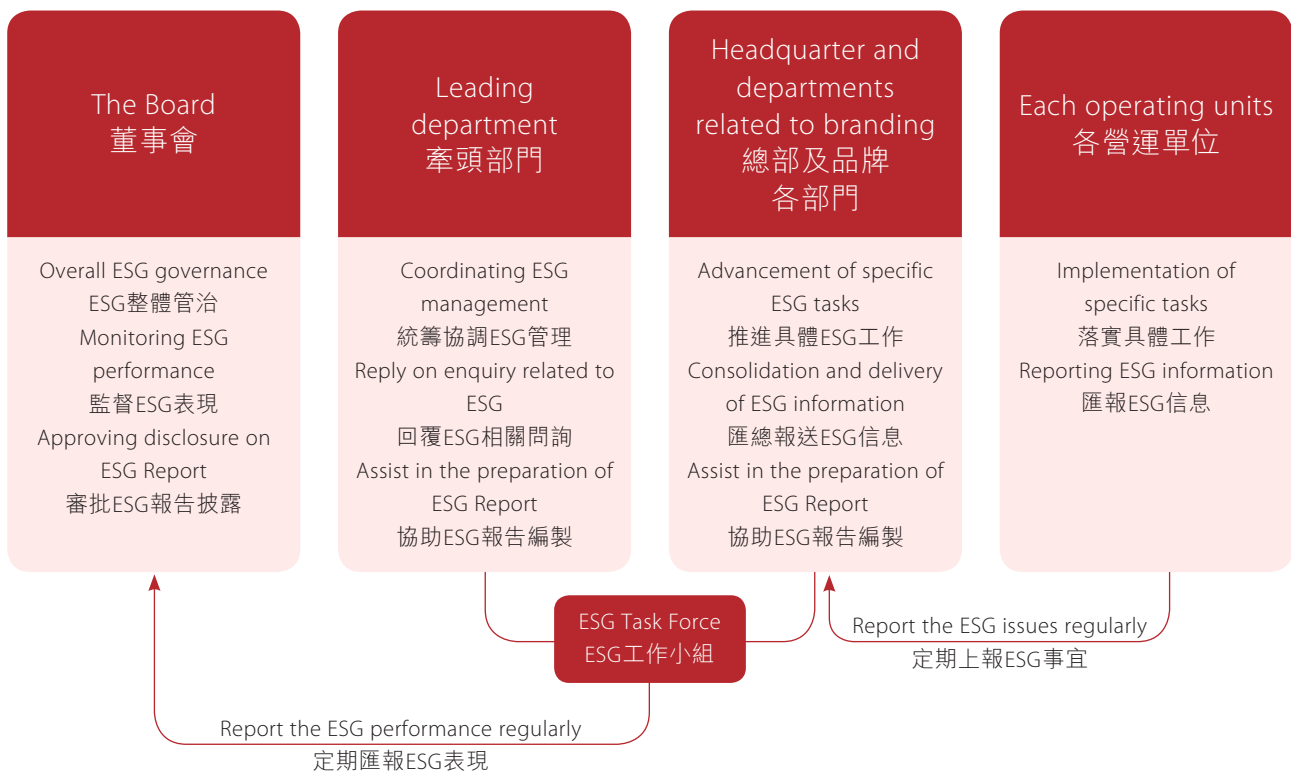 The Board
董事會
Overall ESG governance
ESG整體管治
Monitoring ESG
performance
監督ESG表現
Approving disclosure on
ESG Report
審批ESG報告披露
Leading
department
牽頭部門
Coordinating ESG
management
統籌協調ESG管理
Reply on enquiry related to
ESG
回覆ESG相關問詢
Assist in the preparation of
ESG Report
協助ESG報告編製
Headquarter and
departments
related to branding
總部及品牌
各部門
Advancement of specific
ESG tasks
推進具體ESG工作
Consolidation and delivery
of ESG information
匯總報送ESG信息
Assist in the preparation of
ESG Report
協助ESG報告編製
Each operating units
各營運單位
Implementation of
specific tasks
落實具體工作
Reporting ESG information
匯報ESG信息
ESG Task Force
ESG工作小組
Report the ESG issues regularly
定期上報ESG事宜
Report the ESG performance regularly
定期匯報ESG表現